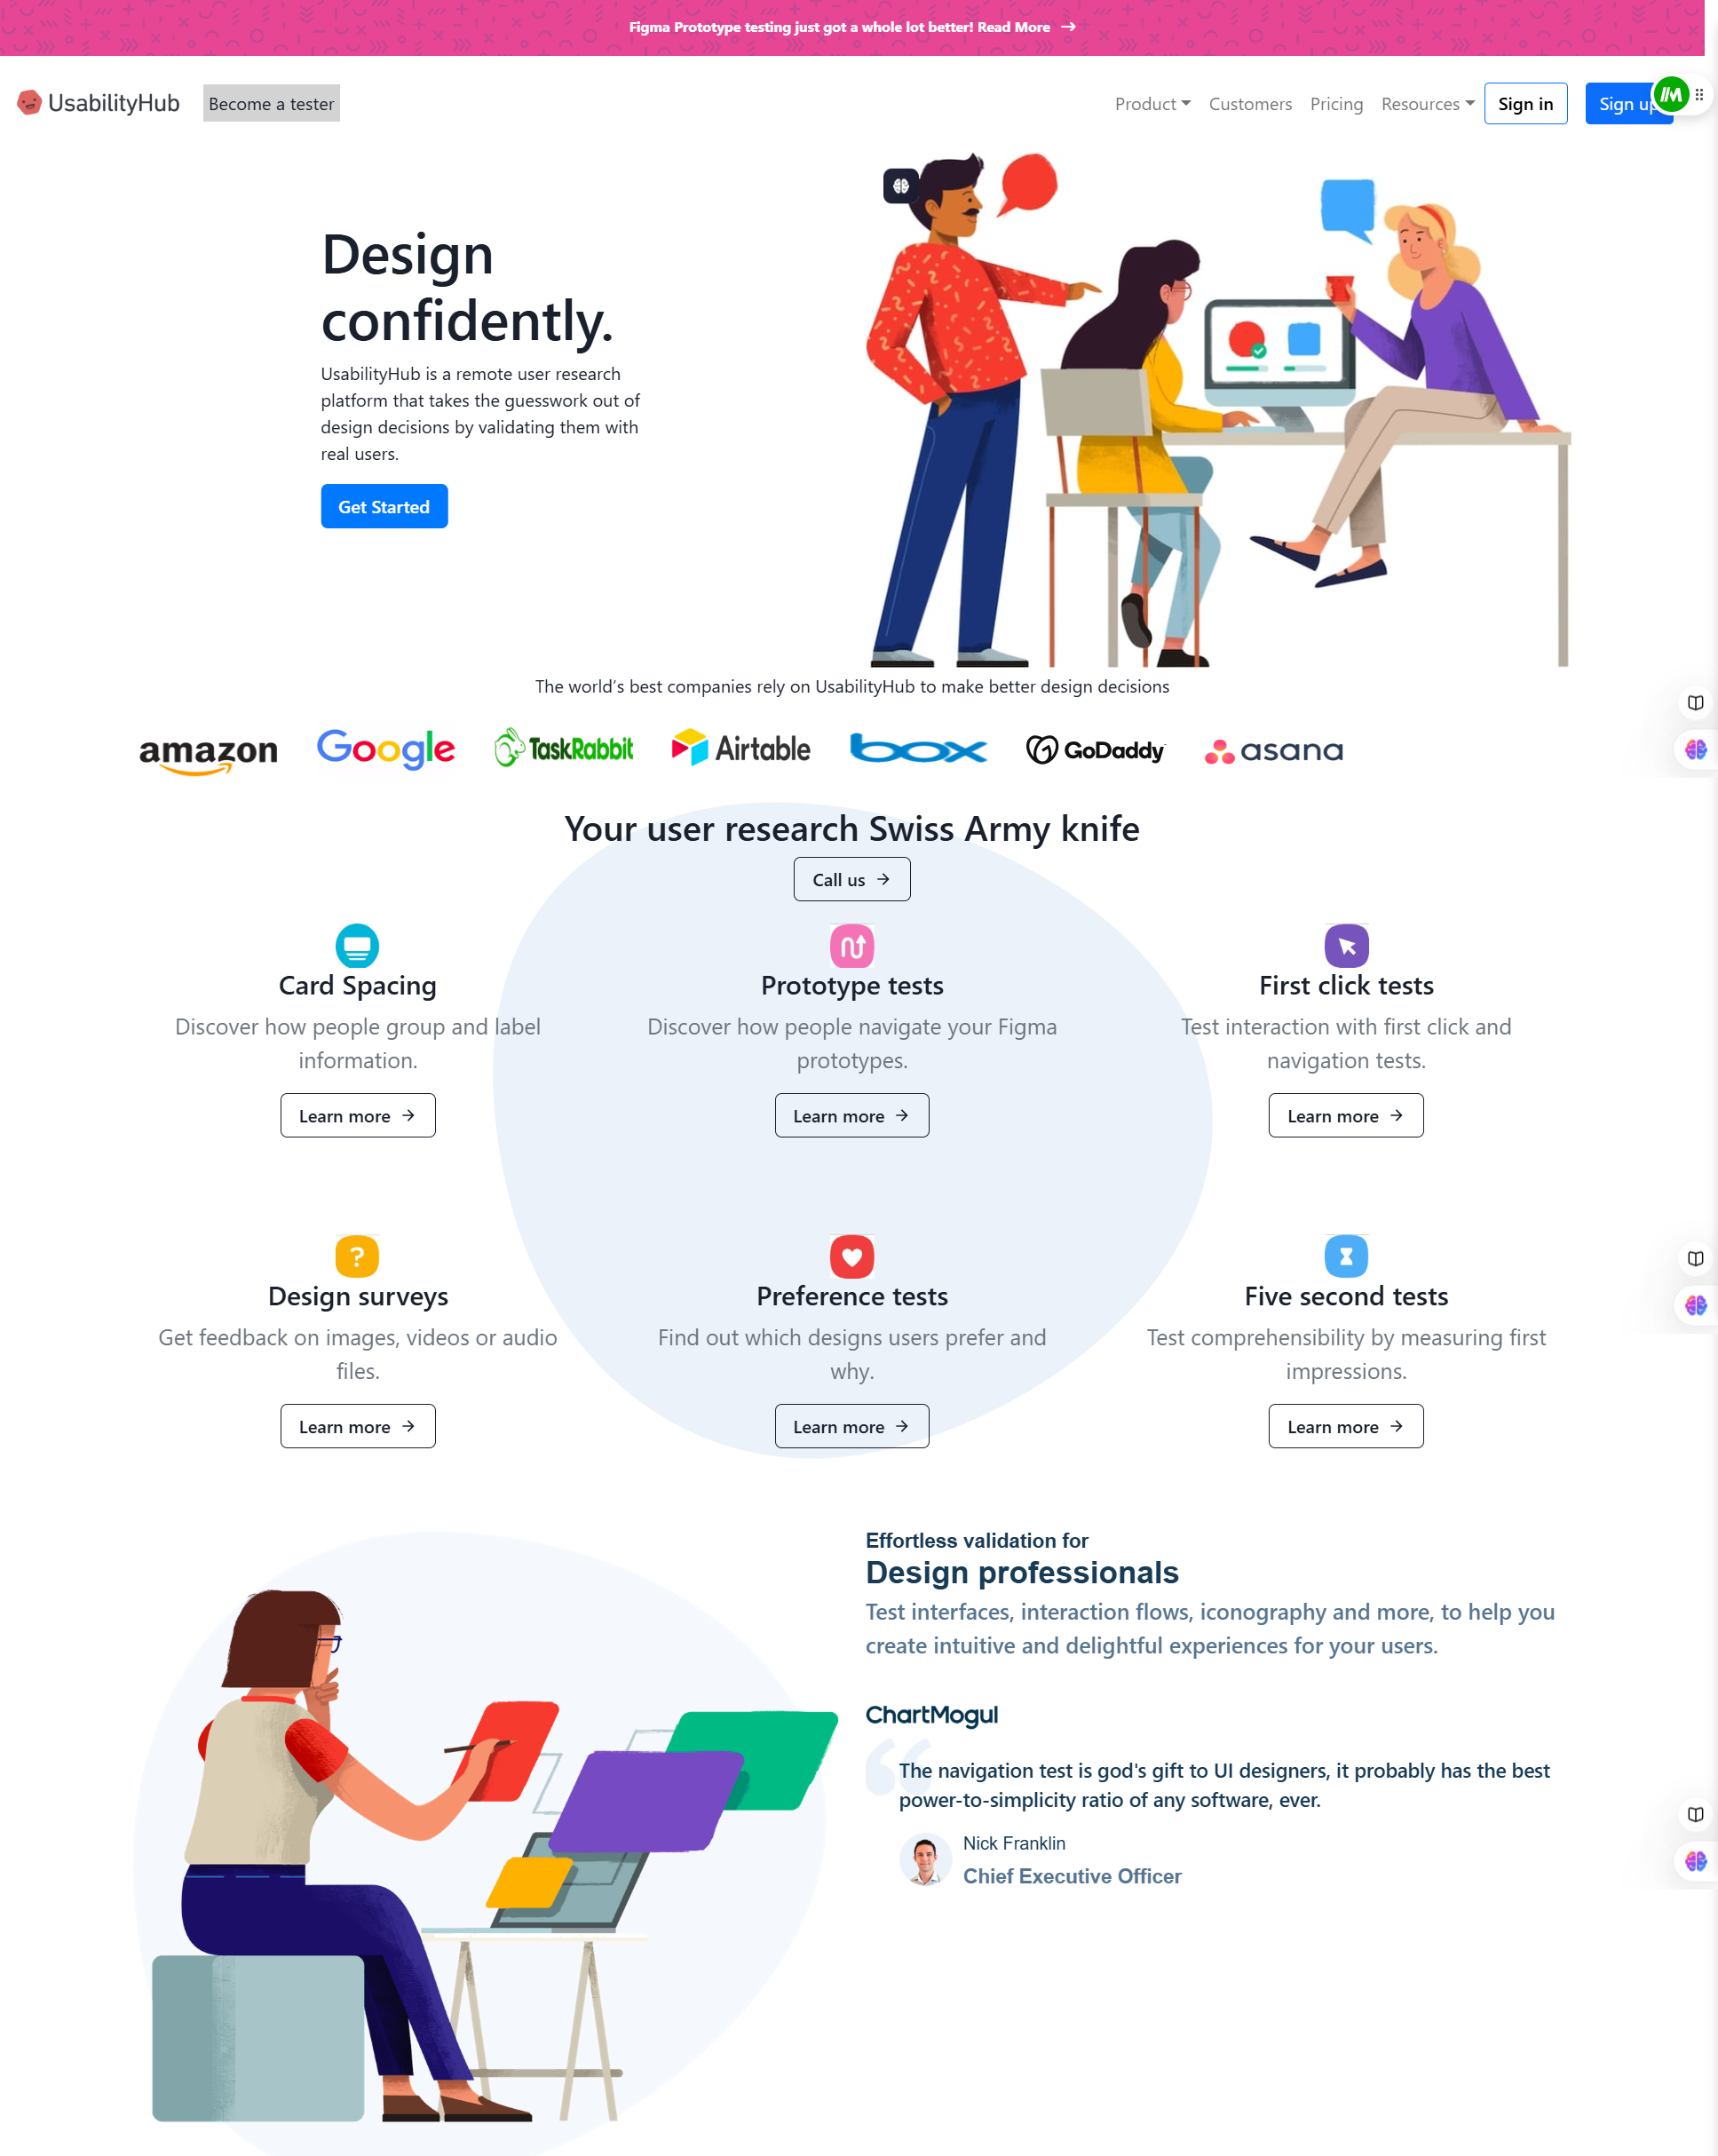 Figma Prototype testing just got a whole lot better! Read More →
UsabilityHub
Become a tester
Product
Customers
Pricing
Resources
Sign in
Sign up
Design
confidently.
UsabilityHub is a remote user research
platform that takes the guesswork out of
design decisions by validating them with
real users.
Get Started
The world’s best companies rely on UsabilityHub to make better design decisions
amazon
Google
TaskRabbit
Airtable
box
GoDaddy
asana
Your user research Swiss Army knife
Call us →
Card Spacing
Discover how people group and label
information.
Learn more →
Prototype tests
Discover how people navigate your Figma
prototypes.
Learn more →
First click tests
Test interaction with first click and
navigation tests.
Learn more →
Design surveys
Get feedback on images, videos or audio
files.
Learn more →
Preference tests
Find out which designs users prefer and
why.
Learn more →
Five second tests
Test comprehensibility by measuring first
impressions.
Learn more →
Effortless validation for
Design professionals
Test interfaces, interaction flows, iconography and more, to help you
create intuitive and delightful experiences for your users.
ChartMogul
“
The navigation test is god's gift to UI designers, it probably has the best
power-to-simplicity ratio of any software, ever.
Nick Franklin
Chief Executive Officer